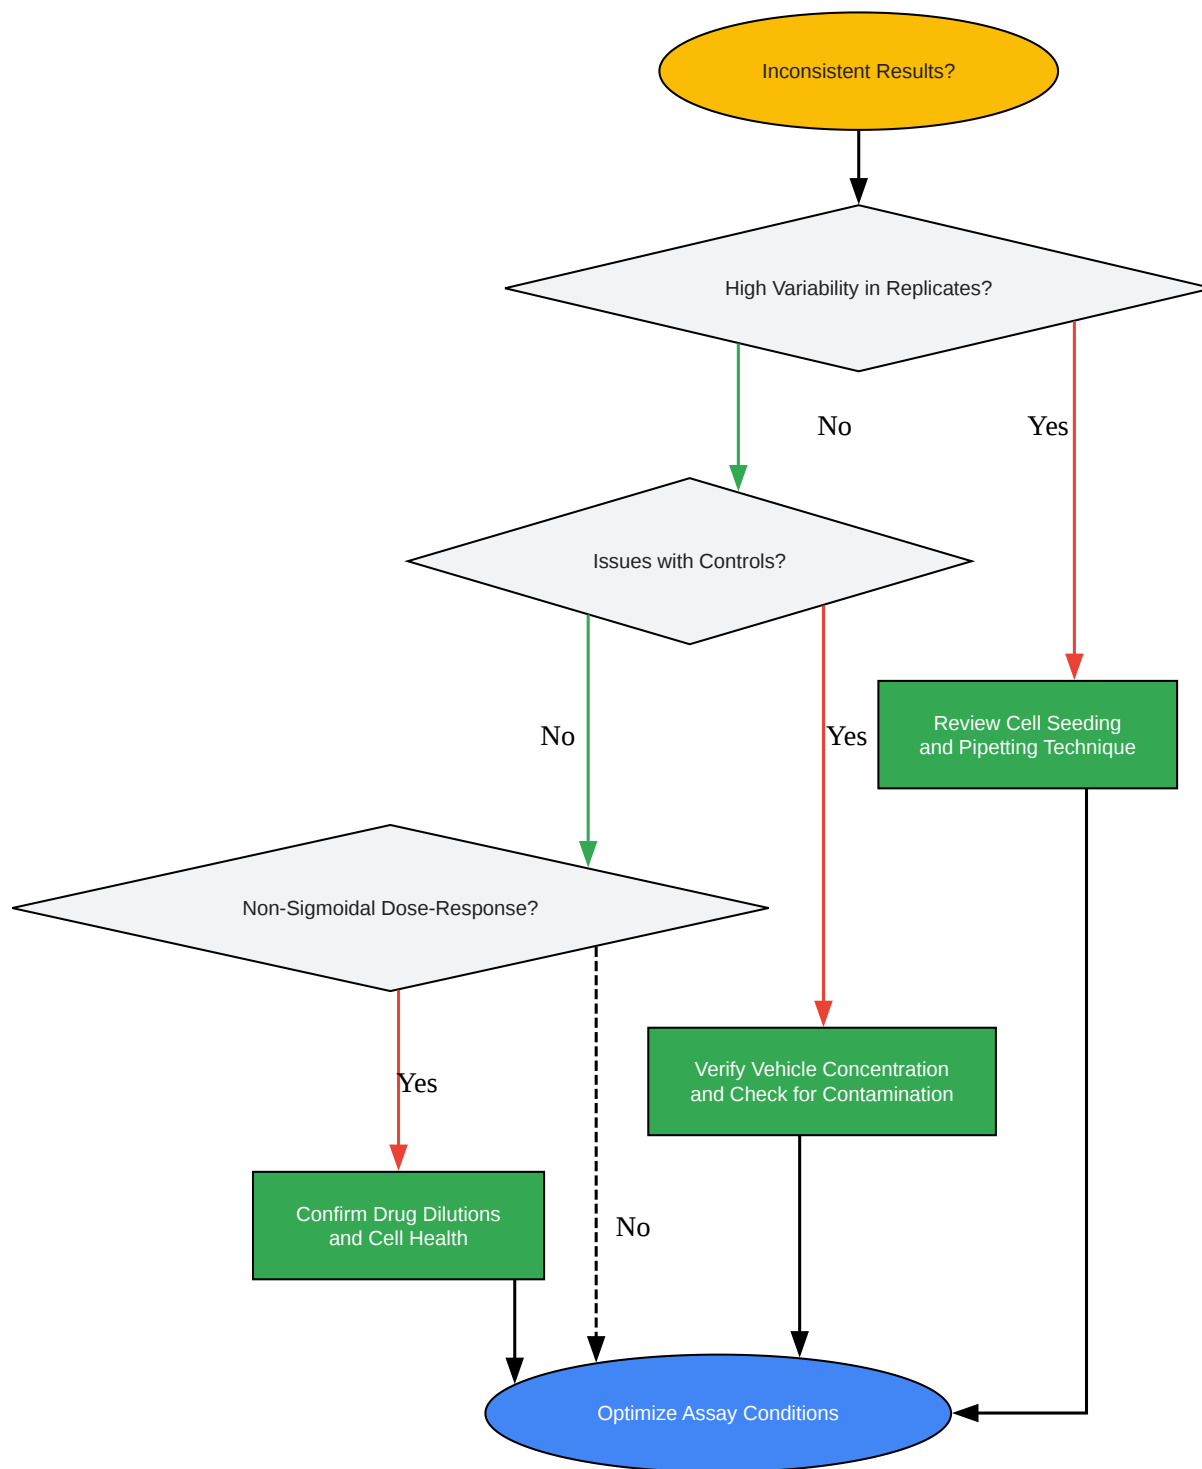 Inconsistent Results?
High Variability in Replicates?
No
Yes
Issues with Controls?
Review Cell Seeding
and Pipetting Technique
No
Yes
Non-Sigmoidal Dose-Response?
Verify Vehicle Concentration
and Check for Contamination
Yes
Confirm Drug Dilutions
and Cell Health
No
Optimize Assay Conditions